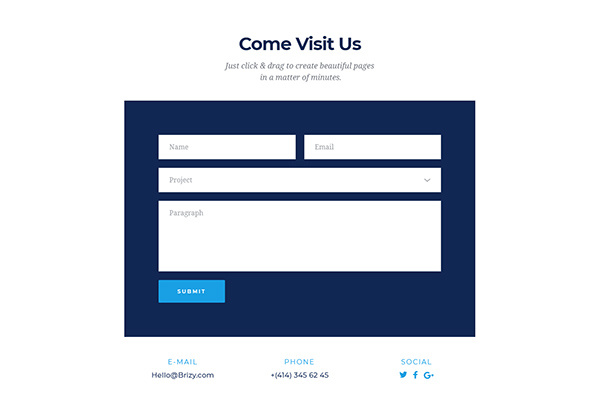 Come Visit Us
Just click & drag to create beautiful pages
in a matter of minutes.
Name
Email
Project
Paragraph
SUBMIT
E-MAIL
PHONE
SOCIAL
Hello@Brizy.com
+(414) 345 62 45